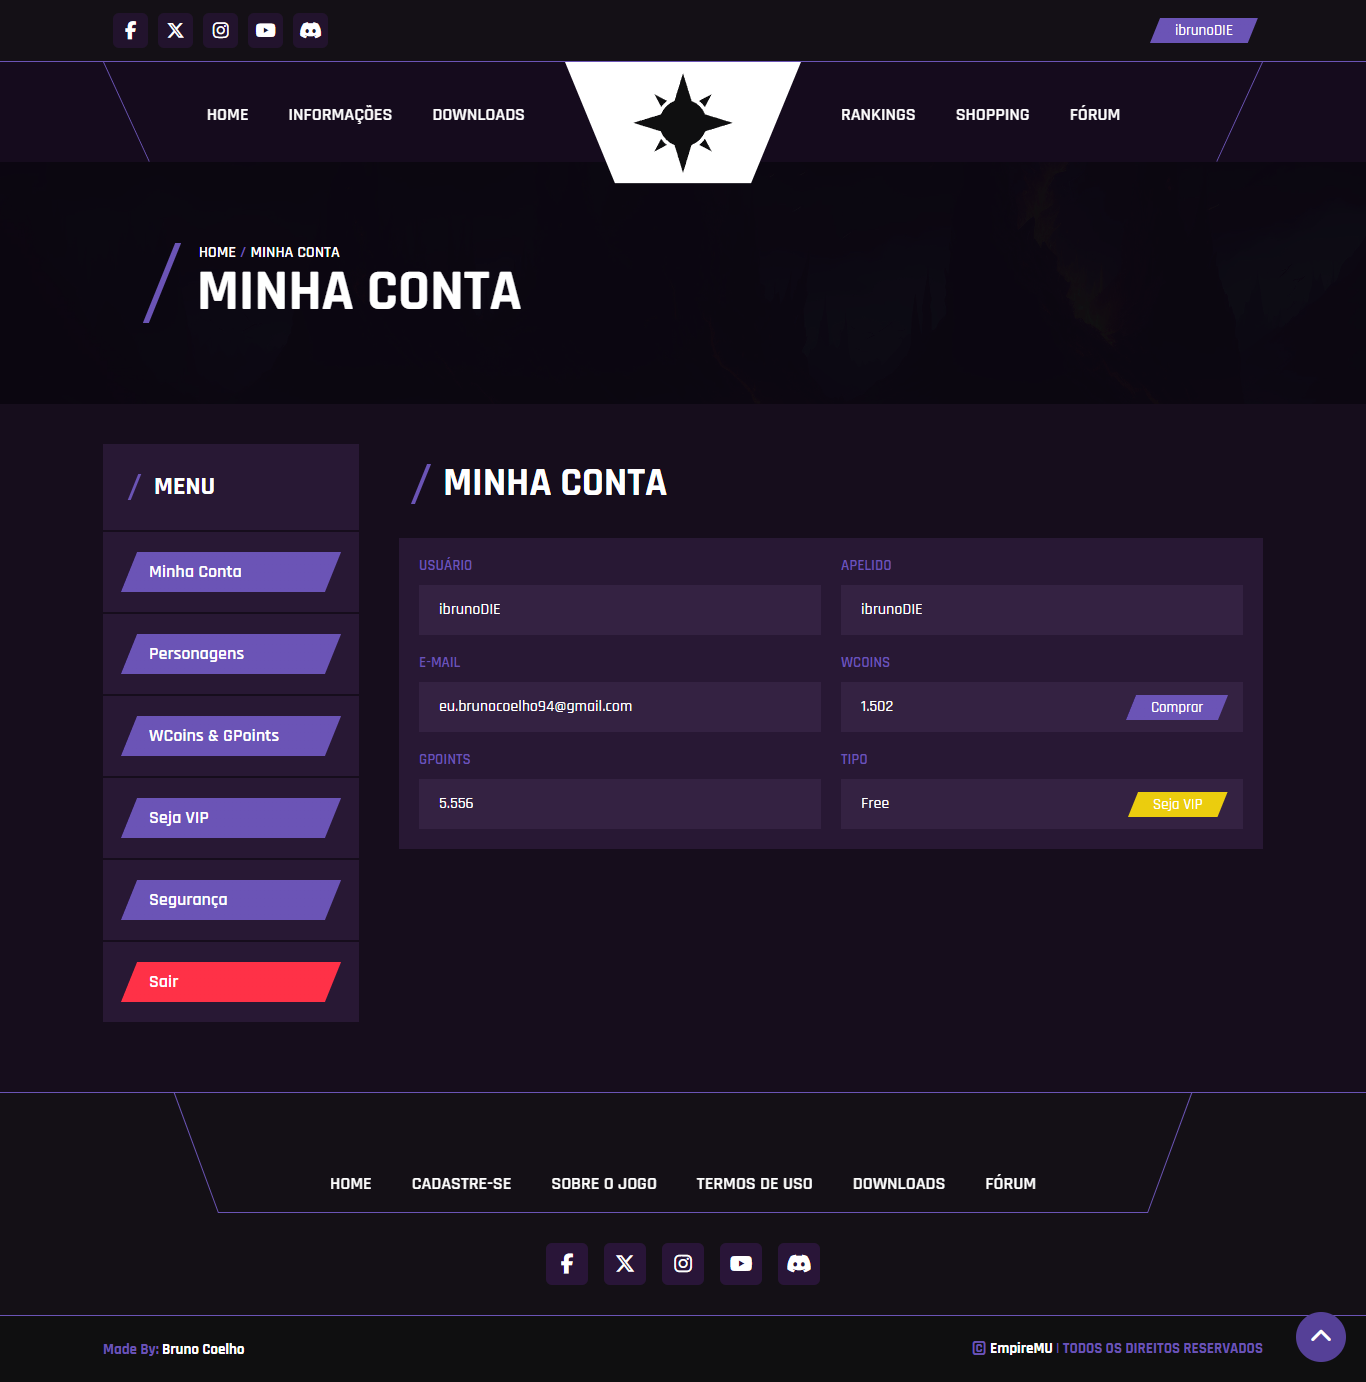 ibrunoDIE
HOME INFORMAÇÕES DOWNLOADS RANKINGS SHOPPING FÓRUM
HOME / MINHA CONTA
MINHA CONTA
MENU
Minha Conta
Personagens
WCoins & GPoints
Seja VIP
Segurança
Sair
MINHA CONTA
USUÁRIO APELIDO
ibrunoDIE ibrunoDIE
E-MAIL WCOINS
eu.brunocoelho94@gmail.com 1.502 Comprar
GPOINTS TIPO
5.556 Free Seja VIP
HOME CADASTRE-SE SOBRE O JOGO TERMOS DE USO DOWNLOADS FÓRUM
Made By: Bruno Coelho © EmpireMU | TODOS OS DIREITOS RESERVADOS